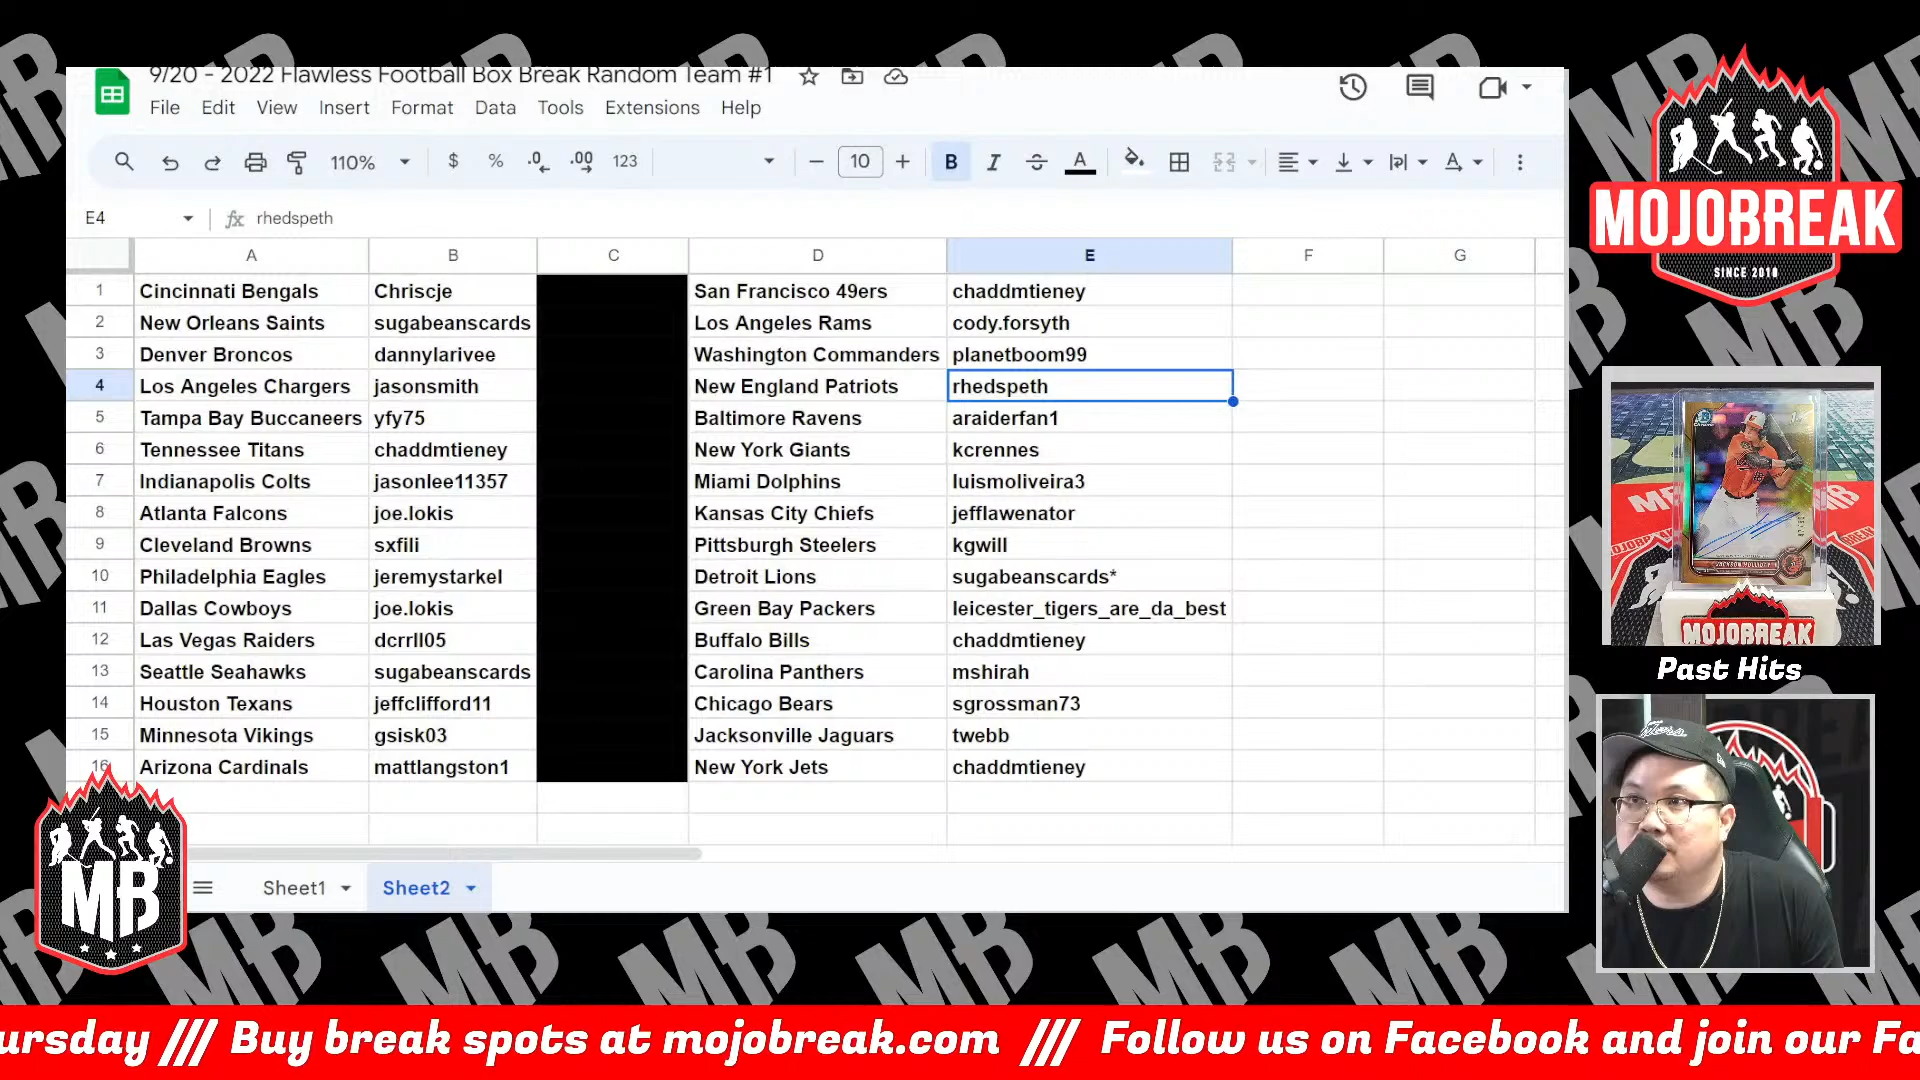 9/20 - 2022 Flawless Football Box Break Random Team #1
File Edit View Insert Format Data Tools Extensions Help
110% $ % .0 .00 123 10 B I A
E4 fx rhedspeth
A B C D E F G
1 Cincinnati Bengals Chriscje San Francisco 49ers chaddmtieney
2 New Orleans Saints sugabeanscards Los Angeles Rams cody.forsyth
3 Denver Broncos dannylarivee Washington Commanders planetboom99
4 Los Angeles Chargers jasonsmith New England Patriots rhedspeth
5 Tampa Bay Buccaneers yfy75 Baltimore Ravens araiderfan1
6 Tennessee Titans chaddmtieney New York Giants kcrennes
7 Indianapolis Colts jasonlee11357 Miami Dolphins luismoliveira3
8 Atlanta Falcons joe.lokis Kansas City Chiefs jefflawenator
9 Cleveland Browns sxfili Pittsburgh Steelers kgwill
10 Philadelphia Eagles jeremystarkel Detroit Lions sugabeanscards*
11 Dallas Cowboys joe.lokis Green Bay Packers leicester_tigers_are_da_best
12 Las Vegas Raiders dcrrll05 Buffalo Bills chaddmtieney
13 Seattle Seahawks sugabeanscards Carolina Panthers mshirah
14 Houston Texans jeffclifford11 Chicago Bears sgrossman73
15 Minnesota Vikings gsisk03 Jacksonville Jaguars twebb
16 Arizona Cardinals mattlangston1 New York Jets chaddmtieney
Sheet1 Sheet2
MB
MOJOBREAK
SINCE 2010
MOJOBREAK
Past Hits
ursday /// Buy break spots at mojobreak.com /// Follow us on Facebook and join our Fa